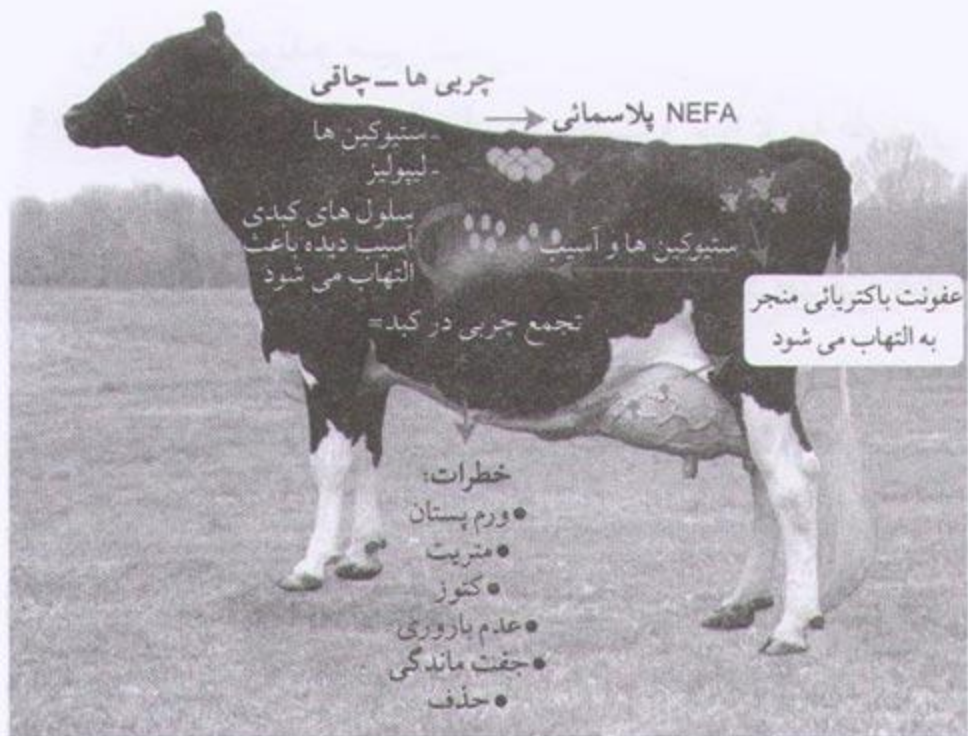 چربی ها ــ چاقی
NEFA پلاسمائی
-ستیوکین ها
-لیپولیز
سلول های کبدی
آسیب دیده باعث
التهاب می شود
ستیوکین ها و آسیب
عفونت باکتریائی منجر
به التهاب می شود
تجمع چربی در کبد=
خطرات:
● ورم پستان
● متریت
● کتوز
● عدم باروری
● جفت ماندگی
● حذف